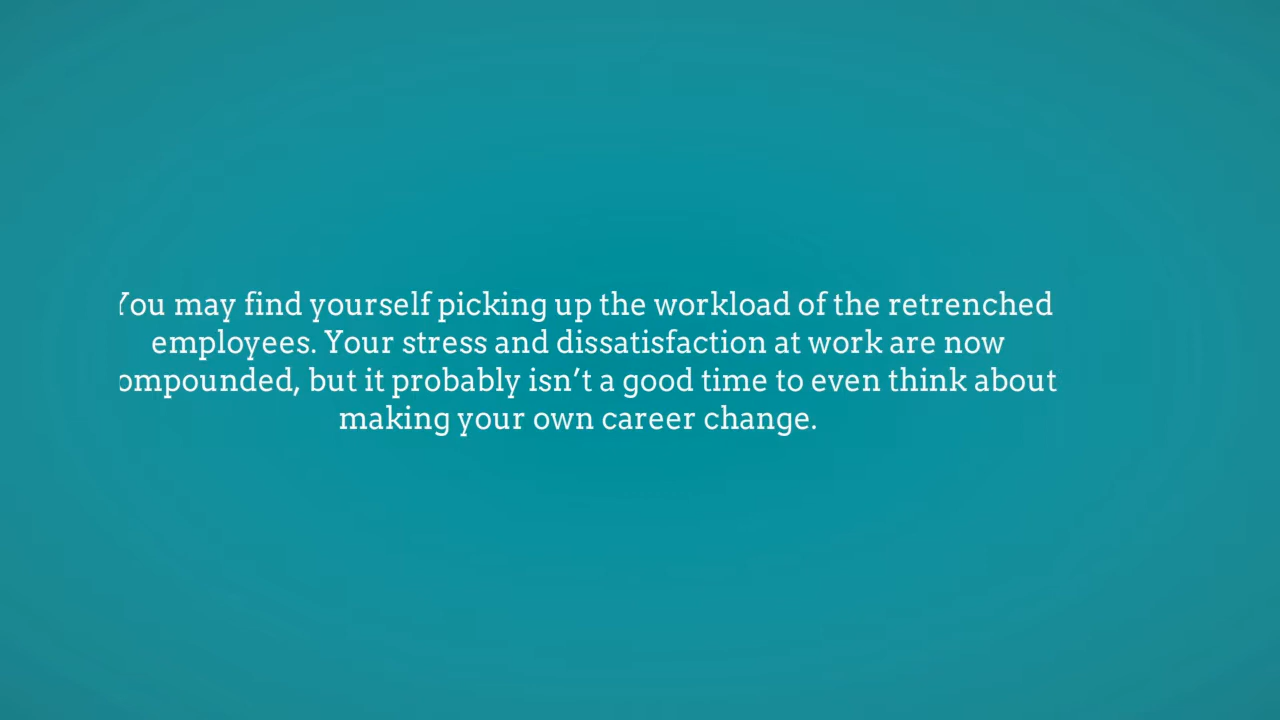 You may find yourself picking up the workload of the retrenched
employees. Your stress and dissatisfaction at work are now
ompounded, but it probably isn’t a good time to even think about
making your own career change.